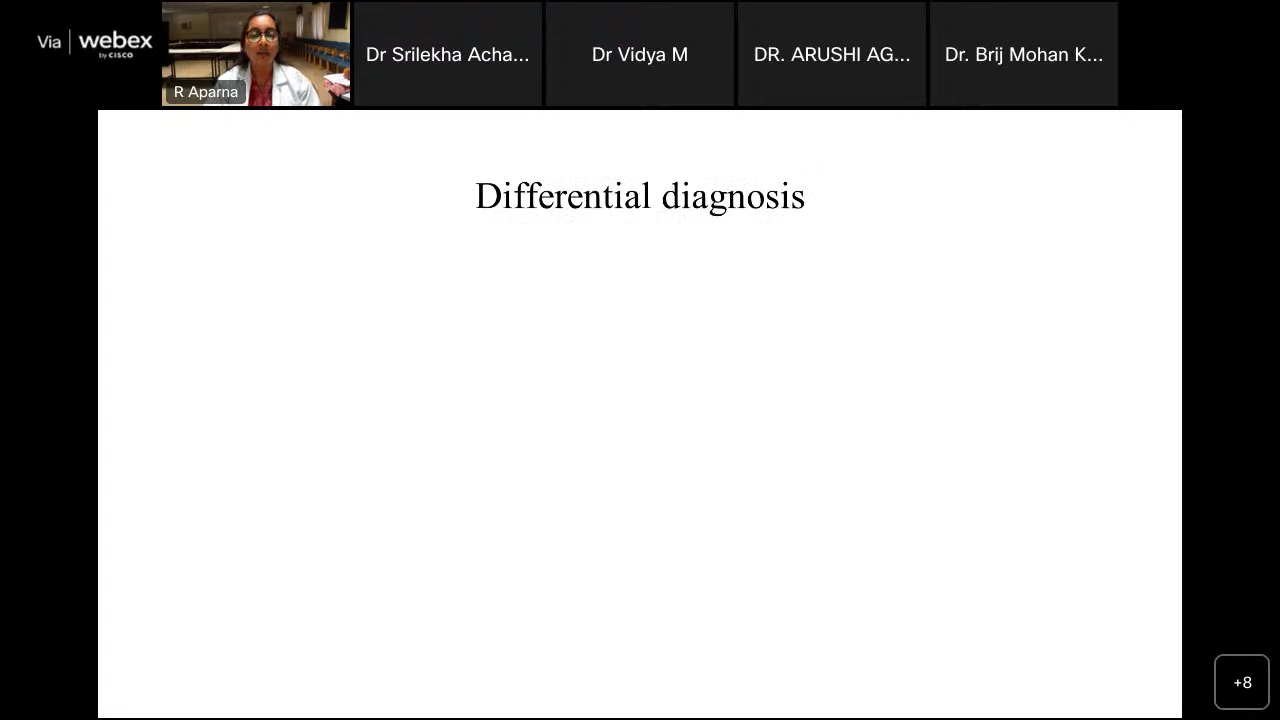 Via webex
by CISCO
R Aparna
Dr Srilekha Acha...
Dr Vidya M
DR. ARUSHI AG...
Dr. Brij Mohan K...
Differential diagnosis
+8